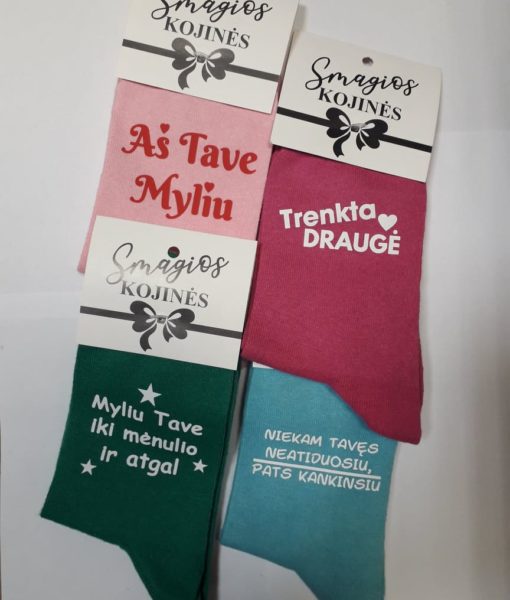 Smagios
KOJINĖS
Aš Tave
Myliu
Smagios
KOJINĖS
Trenkta
DRAUGĖ
Smagios
KOJINĖS
Myliu Tave
iki mėnulio
ir atgal
NIEKAM TAVĘS
NEATIDUOSIU,
PATS KANKINSIU